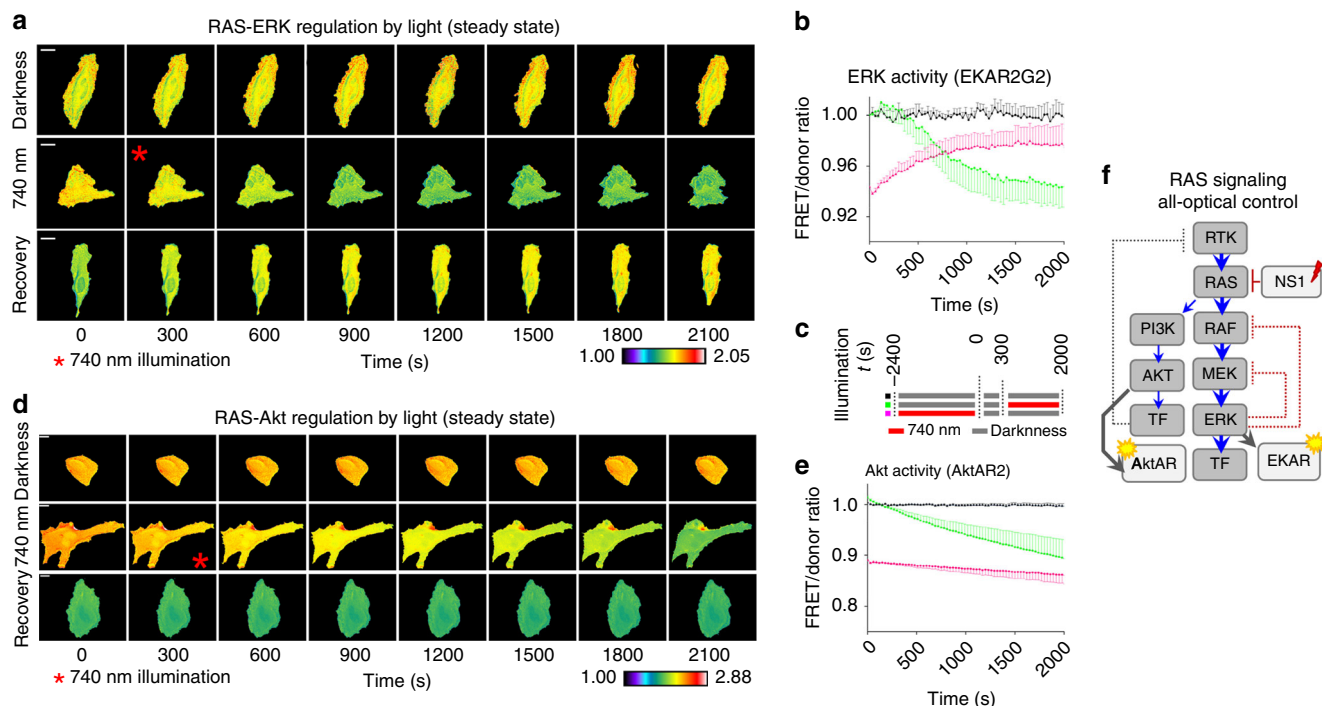 a
RAS-ERK regulation by light (steady state)
Darkness
740 nm
Recovery
*
0 300 600 900 1200 1500 1800 2100
* 740 nm illumination
Time (s)
1.00 2.05
b
ERK activity (EKAR2G2)
FRET/donor ratio
1.00
0.96
0.92
0 500 1000 1500 2000
Time (s)
c
Illumination
t (s)
−2400 0 300 2000
740 nm Darknness
d
RAS-Akt regulation by light (steady state)
Darkness
740 nm
Recovery
*
0 300 600 900 1200 1500 1800 2100
* 740 nm illumination
Time (s)
1.00 2.88
e
Akt activity (AktAR2)
FRET/donor ratio
1.0
0.9
0.8
0 500 1000 1500 2000
Time (s)
f
RAS signaling
all-optical control
RTK
RAS NS1
PI3K RAF
AKT MEK
TF ERK
AktAR TF EKAR